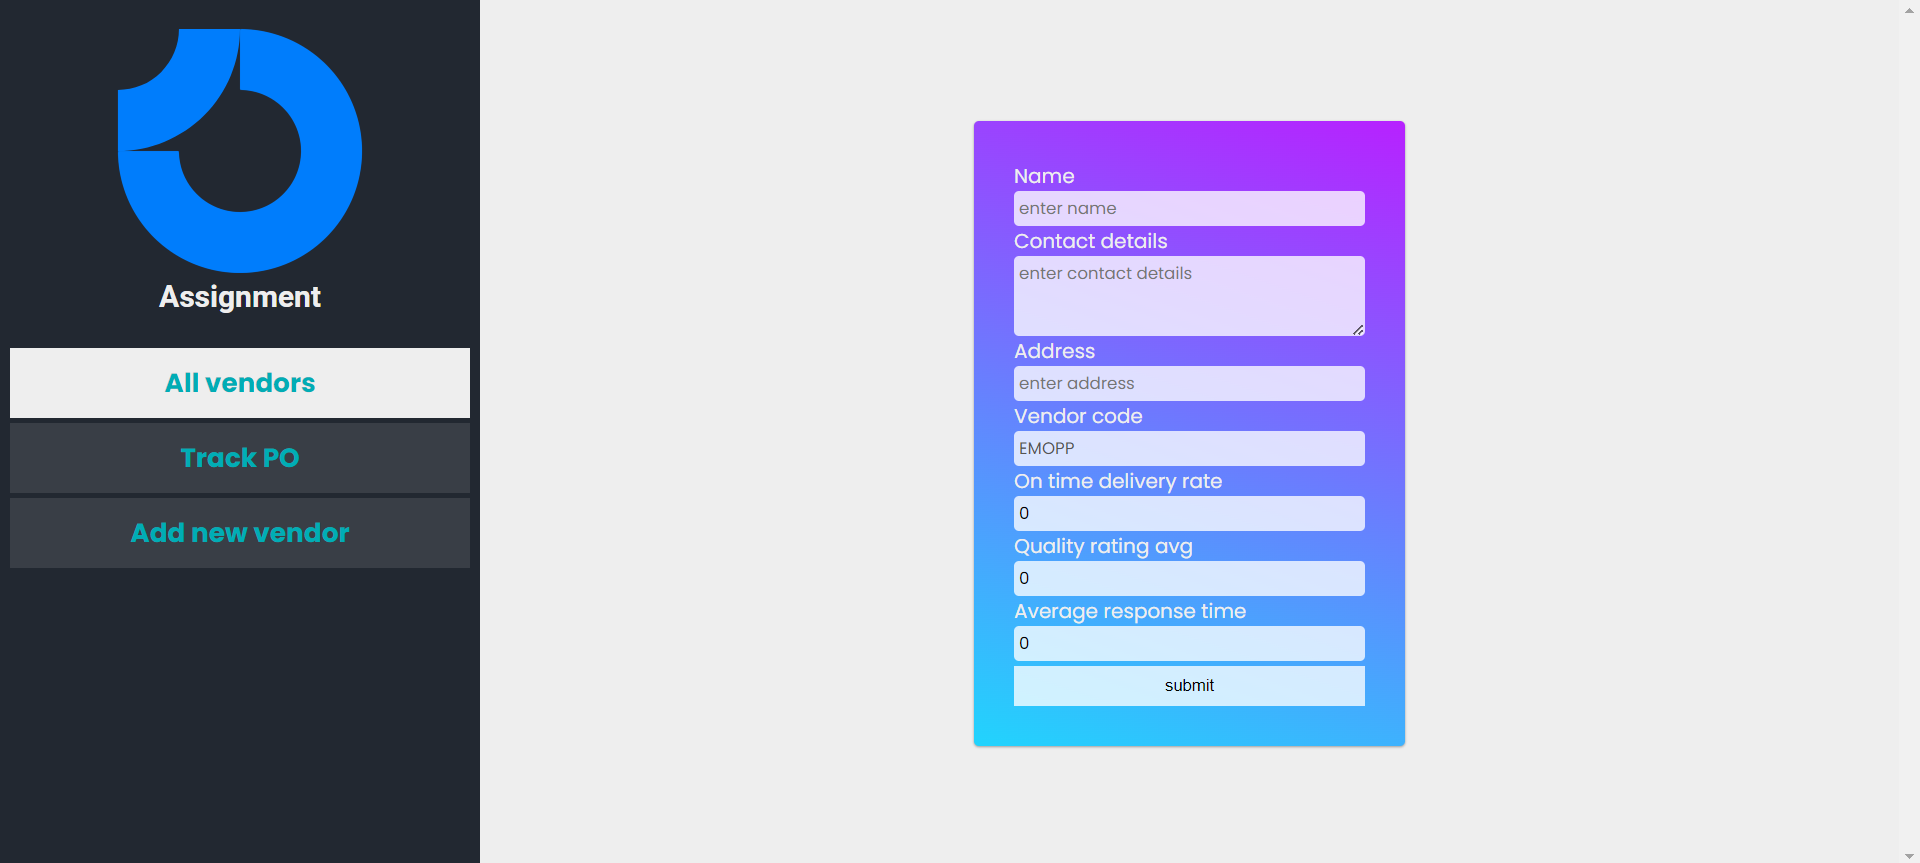 Assignment
All vendors
Track PO
Add new vendor
Name
enter name
Contact details
enter contact details
Address
enter address
Vendor code
EMOPP
On time delivery rate
0
Quality rating avg
0
Average response time
0
submit